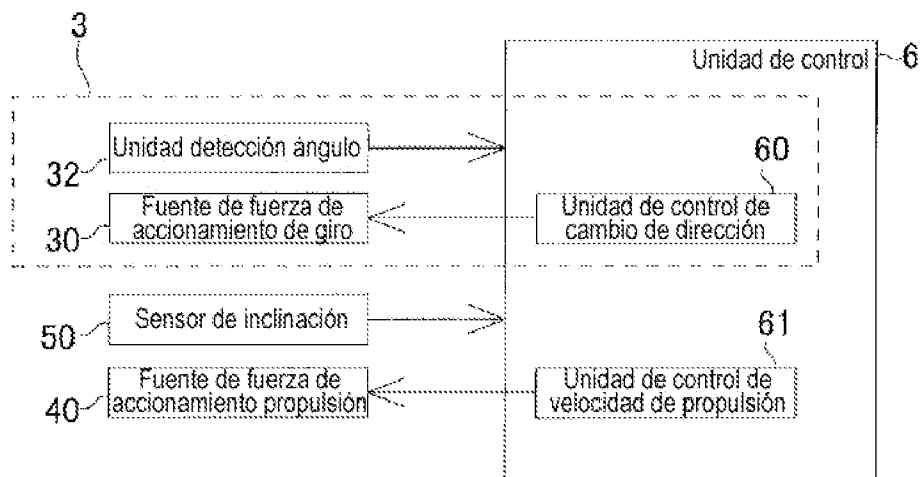 3
Unidad de control
6
Unidad detección ángulo
32
60
Fuente de fuerza de
accionamiento de giro
30
Unidad de control de
cambio de dirección
Sensor de inclinación
50
61
Fuente de fuerza de
accionamiento propulsión
40
Unidad de control de
velocidad de propulsión